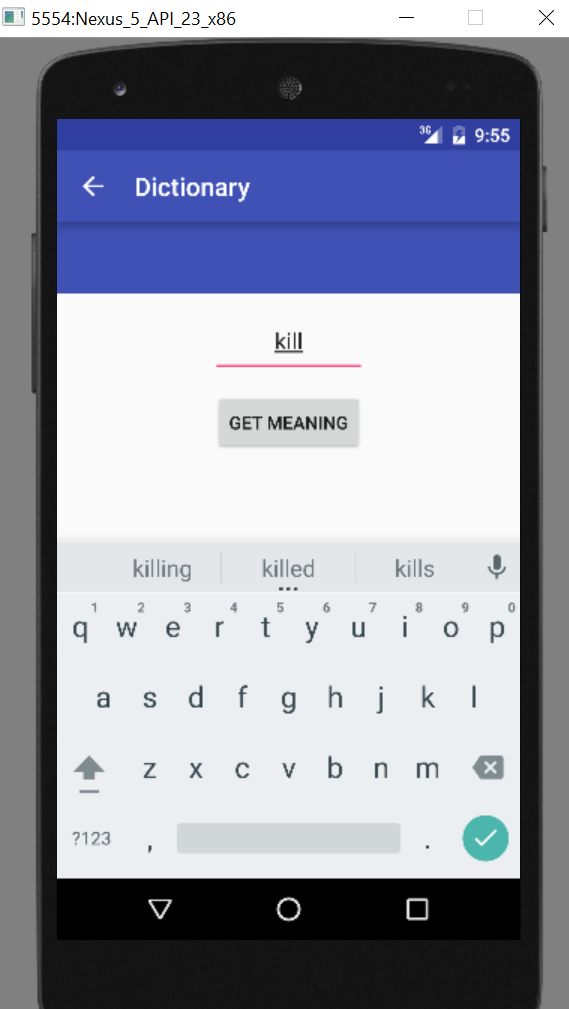 5554:Nexus_5_API_23_x86
3G 9:55
Dictionary
kill
GET MEANING
killing killed kills
...
1 2 3 4 5 6 7 8 9 0
q w e r t y u i o p
a s d f g h j k l
z x c v b n m
?123 , .